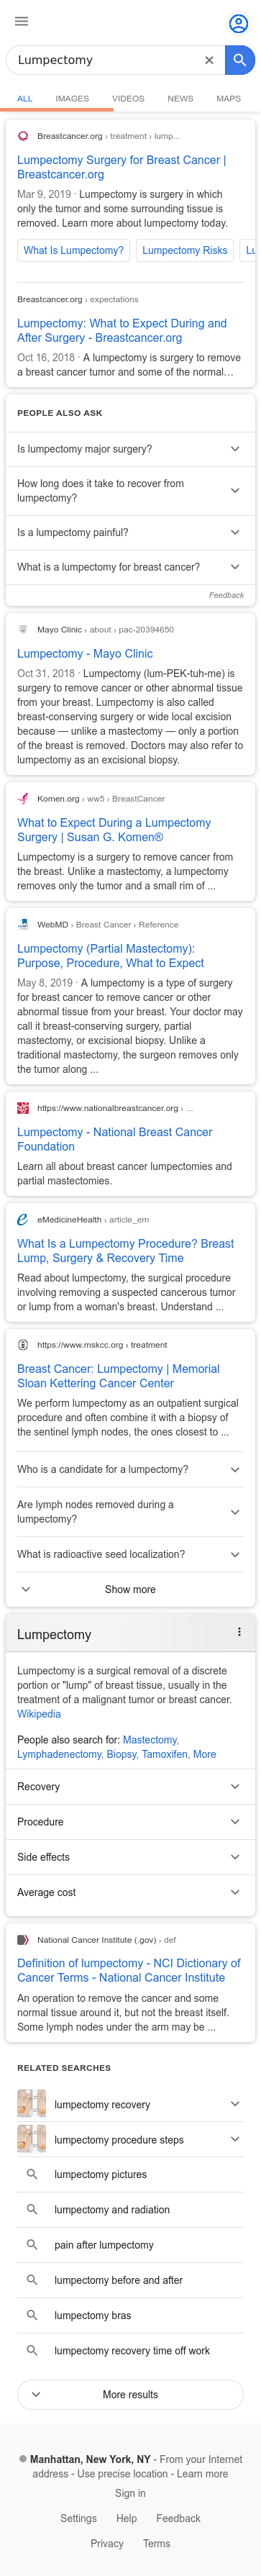 Lumpectomy
ALL IMAGES VIDEOS NEWS MAPS
Breastcancer.org › treatment › lump...
Lumpectomy Surgery for Breast Cancer |
Breastcancer.org
Mar 9, 2019 · Lumpectomy is surgery in which
only the tumor and some surrounding tissue is
removed. Learn more about lumpectomy today.
What Is Lumpectomy? Lumpectomy Risks Lu
Breastcancer.org › expectations
Lumpectomy: What to Expect During and
After Surgery - Breastcancer.org
Oct 16, 2018 · A lumpectomy is surgery to remove
a breast cancer tumor and some of the normal…
PEOPLE ALSO ASK
Is lumpectomy major surgery?
How long does it take to recover from
lumpectomy?
Is a lumpectomy painful?
What is a lumpectomy for breast cancer?
Feedback
Mayo Clinic › about › pac-20394650
Lumpectomy - Mayo Clinic
Oct 31, 2018 · Lumpectomy (lum-PEK-tuh-me) is
surgery to remove cancer or other abnormal tissue
from your breast. Lumpectomy is also called
breast-conserving surgery or wide local excision
because — unlike a mastectomy — only a portion
of the breast is removed. Doctors may also refer to
lumpectomy as an excisional biopsy.
Komen.org › ww5 › BreastCancer
What to Expect During a Lumpectomy
Surgery | Susan G. Komen®
Lumpectomy is a surgery to remove cancer from
the breast. Unlike a mastectomy, a lumpectomy
removes only the tumor and a small rim of ...
WebMD › Breast Cancer › Reference
Lumpectomy (Partial Mastectomy):
Purpose, Procedure, What to Expect
May 8, 2019 · A lumpectomy is a type of surgery
for breast cancer to remove cancer or other
abnormal tissue from your breast. Your doctor may
call it breast-conserving surgery, partial
mastectomy, or excisional biopsy. Unlike a
traditional mastectomy, the surgeon removes only
the tumor along ...
https://www.nationalbreastcancer.org › ...
Lumpectomy - National Breast Cancer
Foundation
Learn all about breast cancer lumpectomies and
partial mastectomies.
eMedicineHealth › article_em
What Is a Lumpectomy Procedure? Breast
Lump, Surgery & Recovery Time
Read about lumpectomy, the surgical procedure
involving removing a suspected cancerous tumor
or lump from a woman's breast. Understand ...
https://www.mskcc.org › treatment
Breast Cancer: Lumpectomy | Memorial
Sloan Kettering Cancer Center
We perform lumpectomy as an outpatient surgical
procedure and often combine it with a biopsy of
the sentinel lymph nodes, the ones closest to ...
Who is a candidate for a lumpectomy?
Are lymph nodes removed during a
lumpectomy?
What is radioactive seed localization?
Show more
Lumpectomy
Lumpectomy is a surgical removal of a discrete
portion or "lump" of breast tissue, usually in the
treatment of a malignant tumor or breast cancer.
Wikipedia
People also search for: Mastectomy,
Lymphadenectomy, Biopsy, Tamoxifen, More
Recovery
Procedure
Side effects
Average cost
National Cancer Institute (.gov) › def
Definition of lumpectomy - NCI Dictionary of
Cancer Terms - National Cancer Institute
An operation to remove the cancer and some
normal tissue around it, but not the breast itself.
Some lymph nodes under the arm may be ...
RELATED SEARCHES
lumpectomy recovery
lumpectomy procedure steps
lumpectomy pictures
lumpectomy and radiation
pain after lumpectomy
lumpectomy before and after
lumpectomy bras
lumpectomy recovery time off work
More results
Manhattan, New York, NY - From your Internet
address - Use precise location - Learn more
Sign in
Settings Help Feedback
Privacy Terms